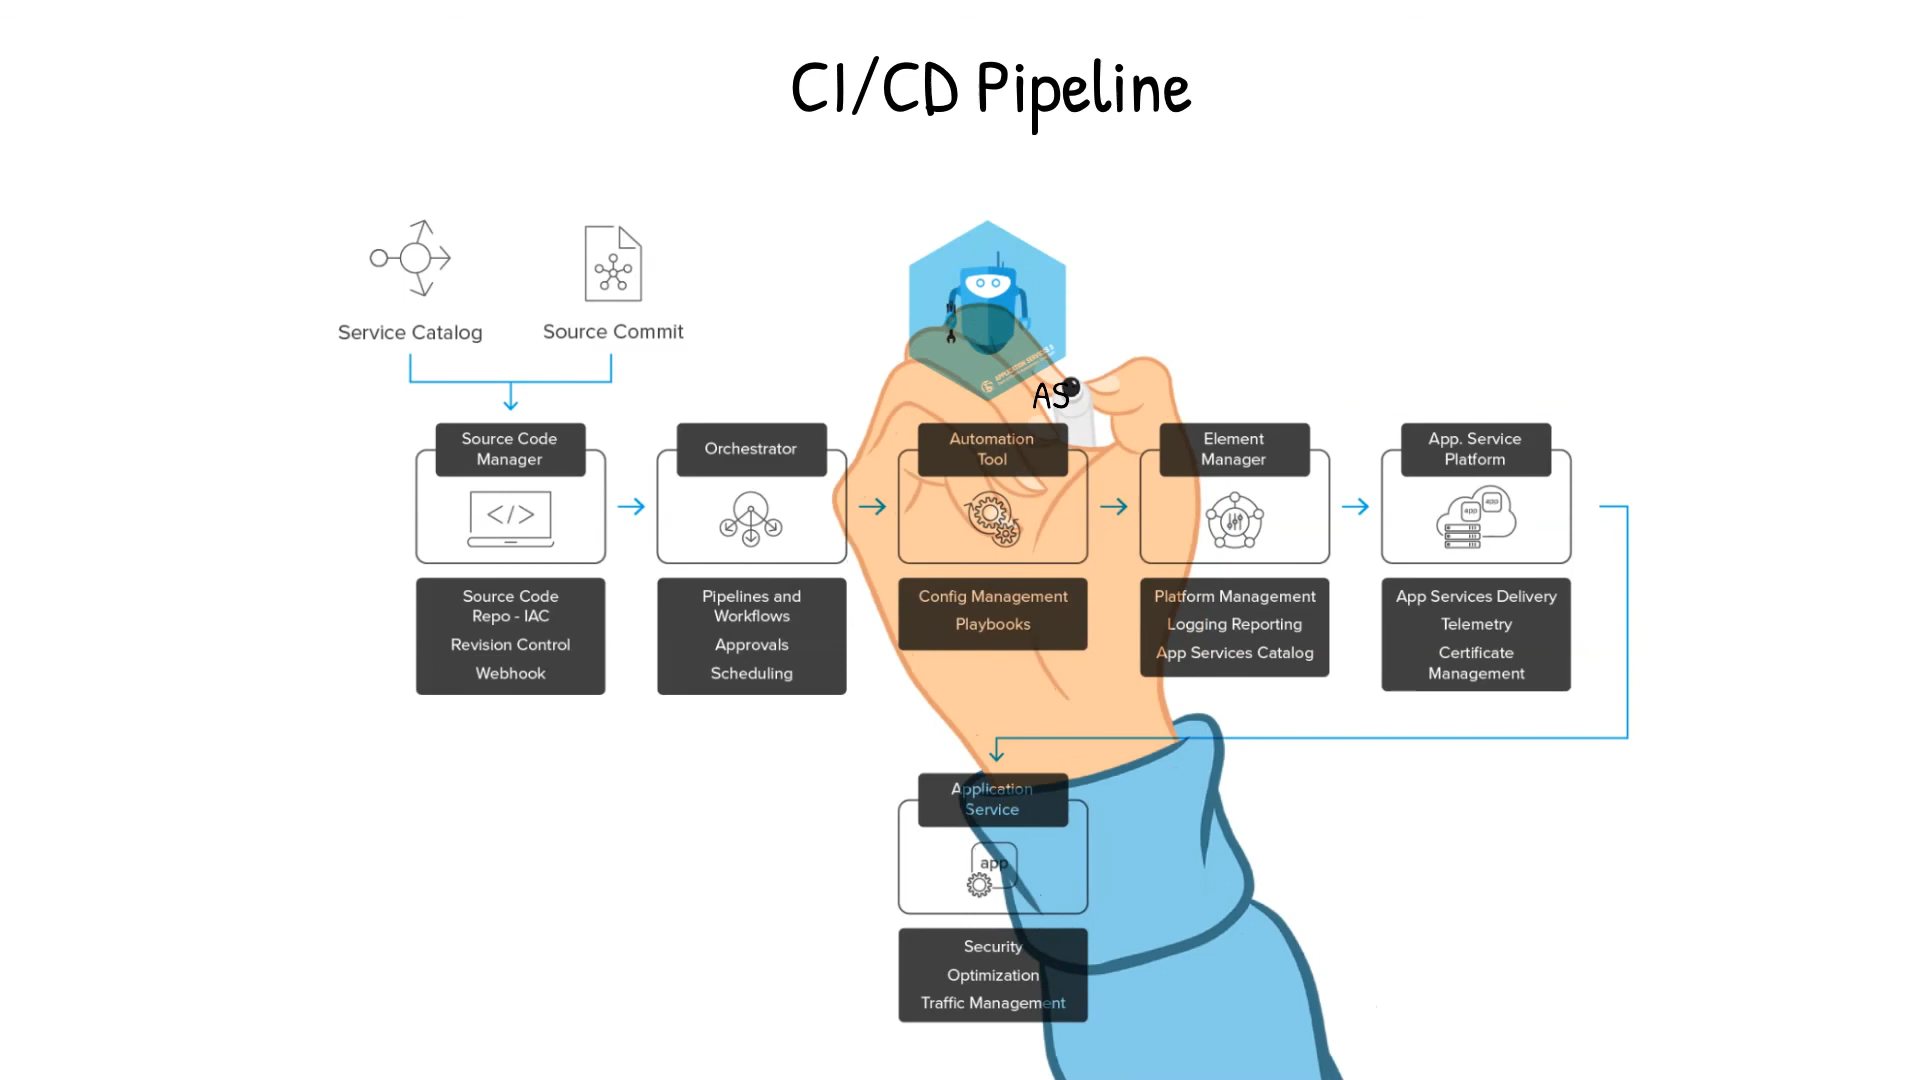 CI/CD Pipeline
Service Catalog
Source Commit
AS
Source Code
Manager
</>
Source Code
Repo - IAC
Revision Control
Webhook
Orchestrator
Pipelines and
Workflows
Approvals
Scheduling
Automation
Tool
Config Management
Playbooks
Element
Manager
Platform Management
Logging Reporting
App Services Catalog
App. Service
Platform
app
app
App Services Delivery
Telemetry
Certificate
Management
Application
Service
app
Security
Optimization
Traffic Management